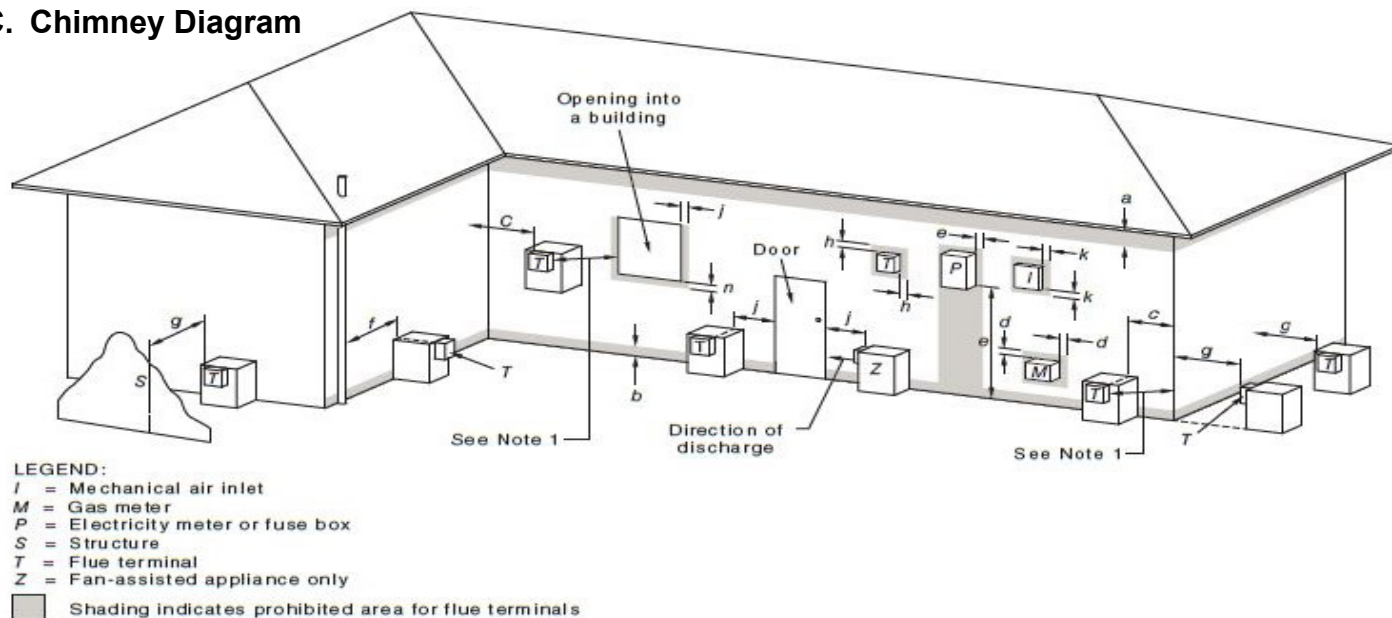 C. Chimney Diagram
Opening into
a building
a
j
C
h
e
k
Door
T
T
P
I
n
h
k
g
f
j
j
d
c
g
e
d
g
S
T
T
T
Z
M
T
T
b
T
See Note 1
Direction of
discharge
See Note 1
T
LEGEND:
I = Mechanical air inlet
M = Gas meter
P = Electricity meter or fuse box
S = Structure
T = Flue terminal
Z = Fan-assisted appliance only
Shading indicates prohibited area for flue terminals